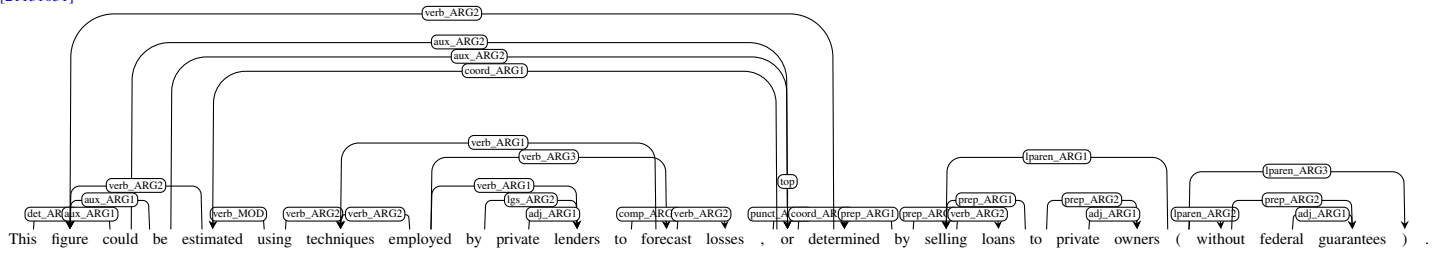 verb_ARG2
aux_ARG2
aux_ARG2
coord_ARG1
verb_ARG1
verb_ARG3
lparen_ARG1
lparen_ARG3
top
verb_ARG2 verb_ARG1
aux_ARG1 lgs_ARG2 prep_ARG1 prep_ARG2 prep_ARG2
aux_ARG1 verb_MOD verb_ARG2 verb_ARG2 adj_ARG1 verb_ARG2 prep_ARG1 verb_ARG2 adj_ARG1 lparen_ARG2 adj_ARG1
This figure could be estimated using techniques employed by private lenders to forecast losses , or determined by selling loans to private owners ( without federal guarantees ) .